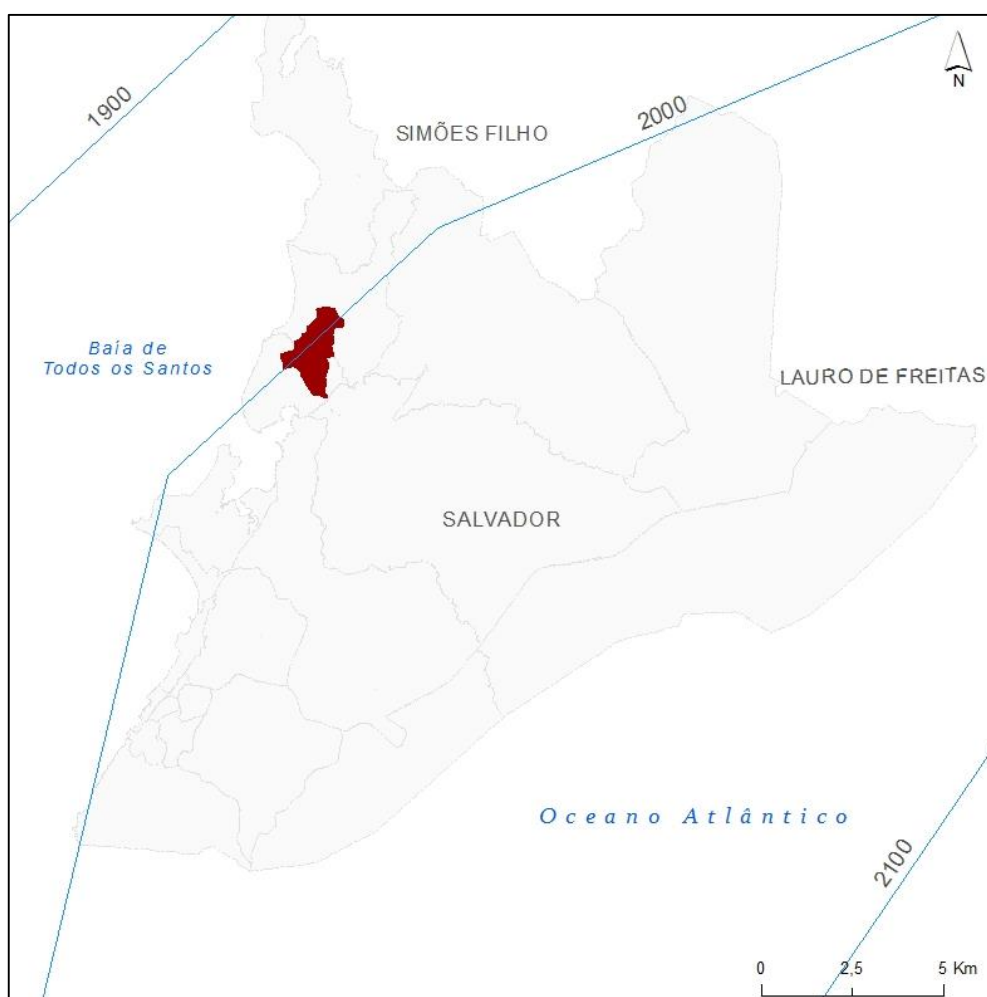 1900
2000
N
SIMÕES FILHO
Baía de
Todos os Santos
LAURO DE FREITAS
SALVADOR
Oceano Atlântico
2100
0 2,5 5 Km